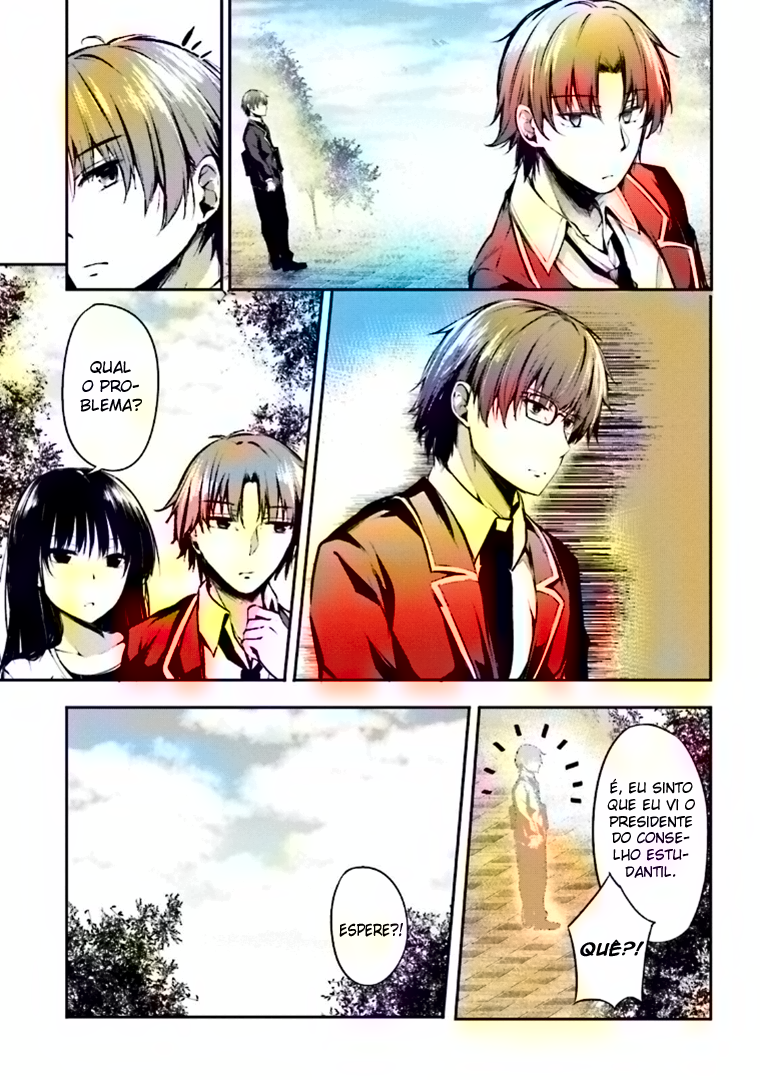 QUAL
O PRO-
BLEMA?
É, EU SINTO
QUE EU VI O
PRESIDENTE
DO CONSE-
LHO ESTU-
DANTIL.
QUÊ?!
ESPERE?!